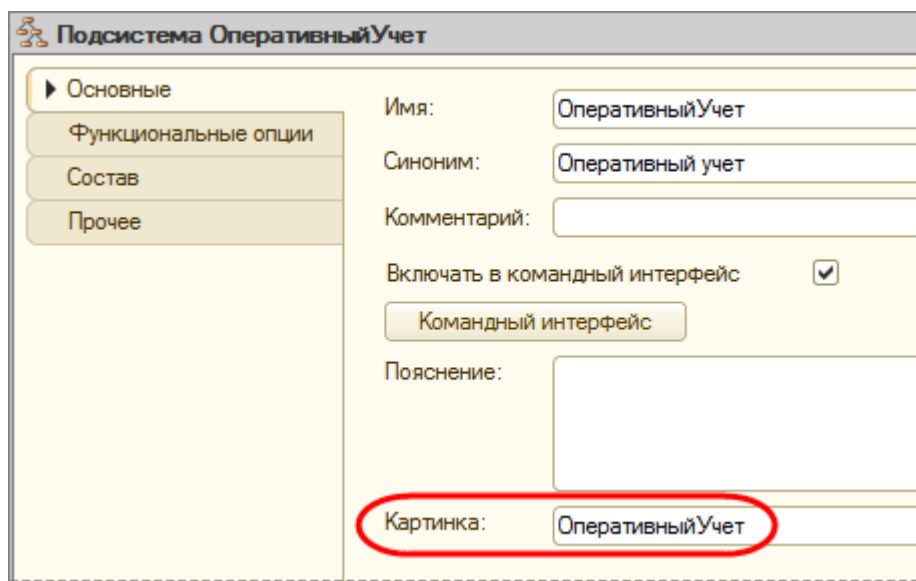 Подсистема ОперативныйУчет
Основные
Функциональные опции
Состав
Прочее
Имя: ОперативныйУчет
Синоним: Оперативный учет
Комментарий:
Включать в командный интерфейс
Командный интерфейс
Пояснение:
Картинка: ОперативныйУчет